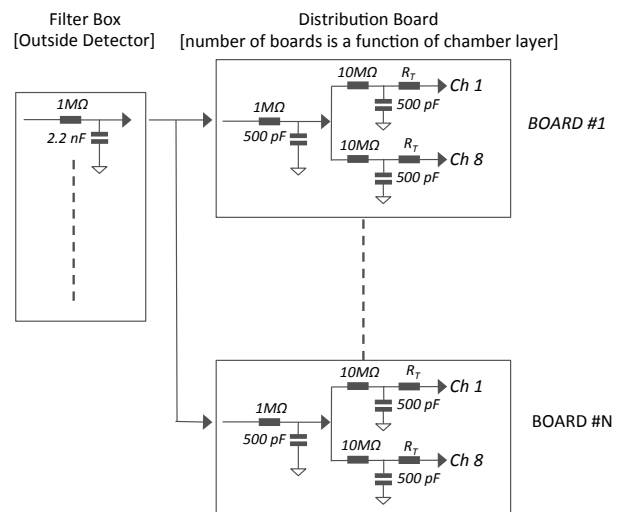 Filter Box
[Outside Detector]
Distribution Board
[number of boards is a function of chamber layer]
1MΩ
2.2 nF
1MΩ
500 pF
10MΩ
R_T
Ch 1
500 pF
10MΩ
R_T
Ch 8
500 pF
BOARD #1
1MΩ
500 pF
10MΩ
R_T
Ch 1
500 pF
10MΩ
R_T
Ch 8
500 pF
BOARD #N